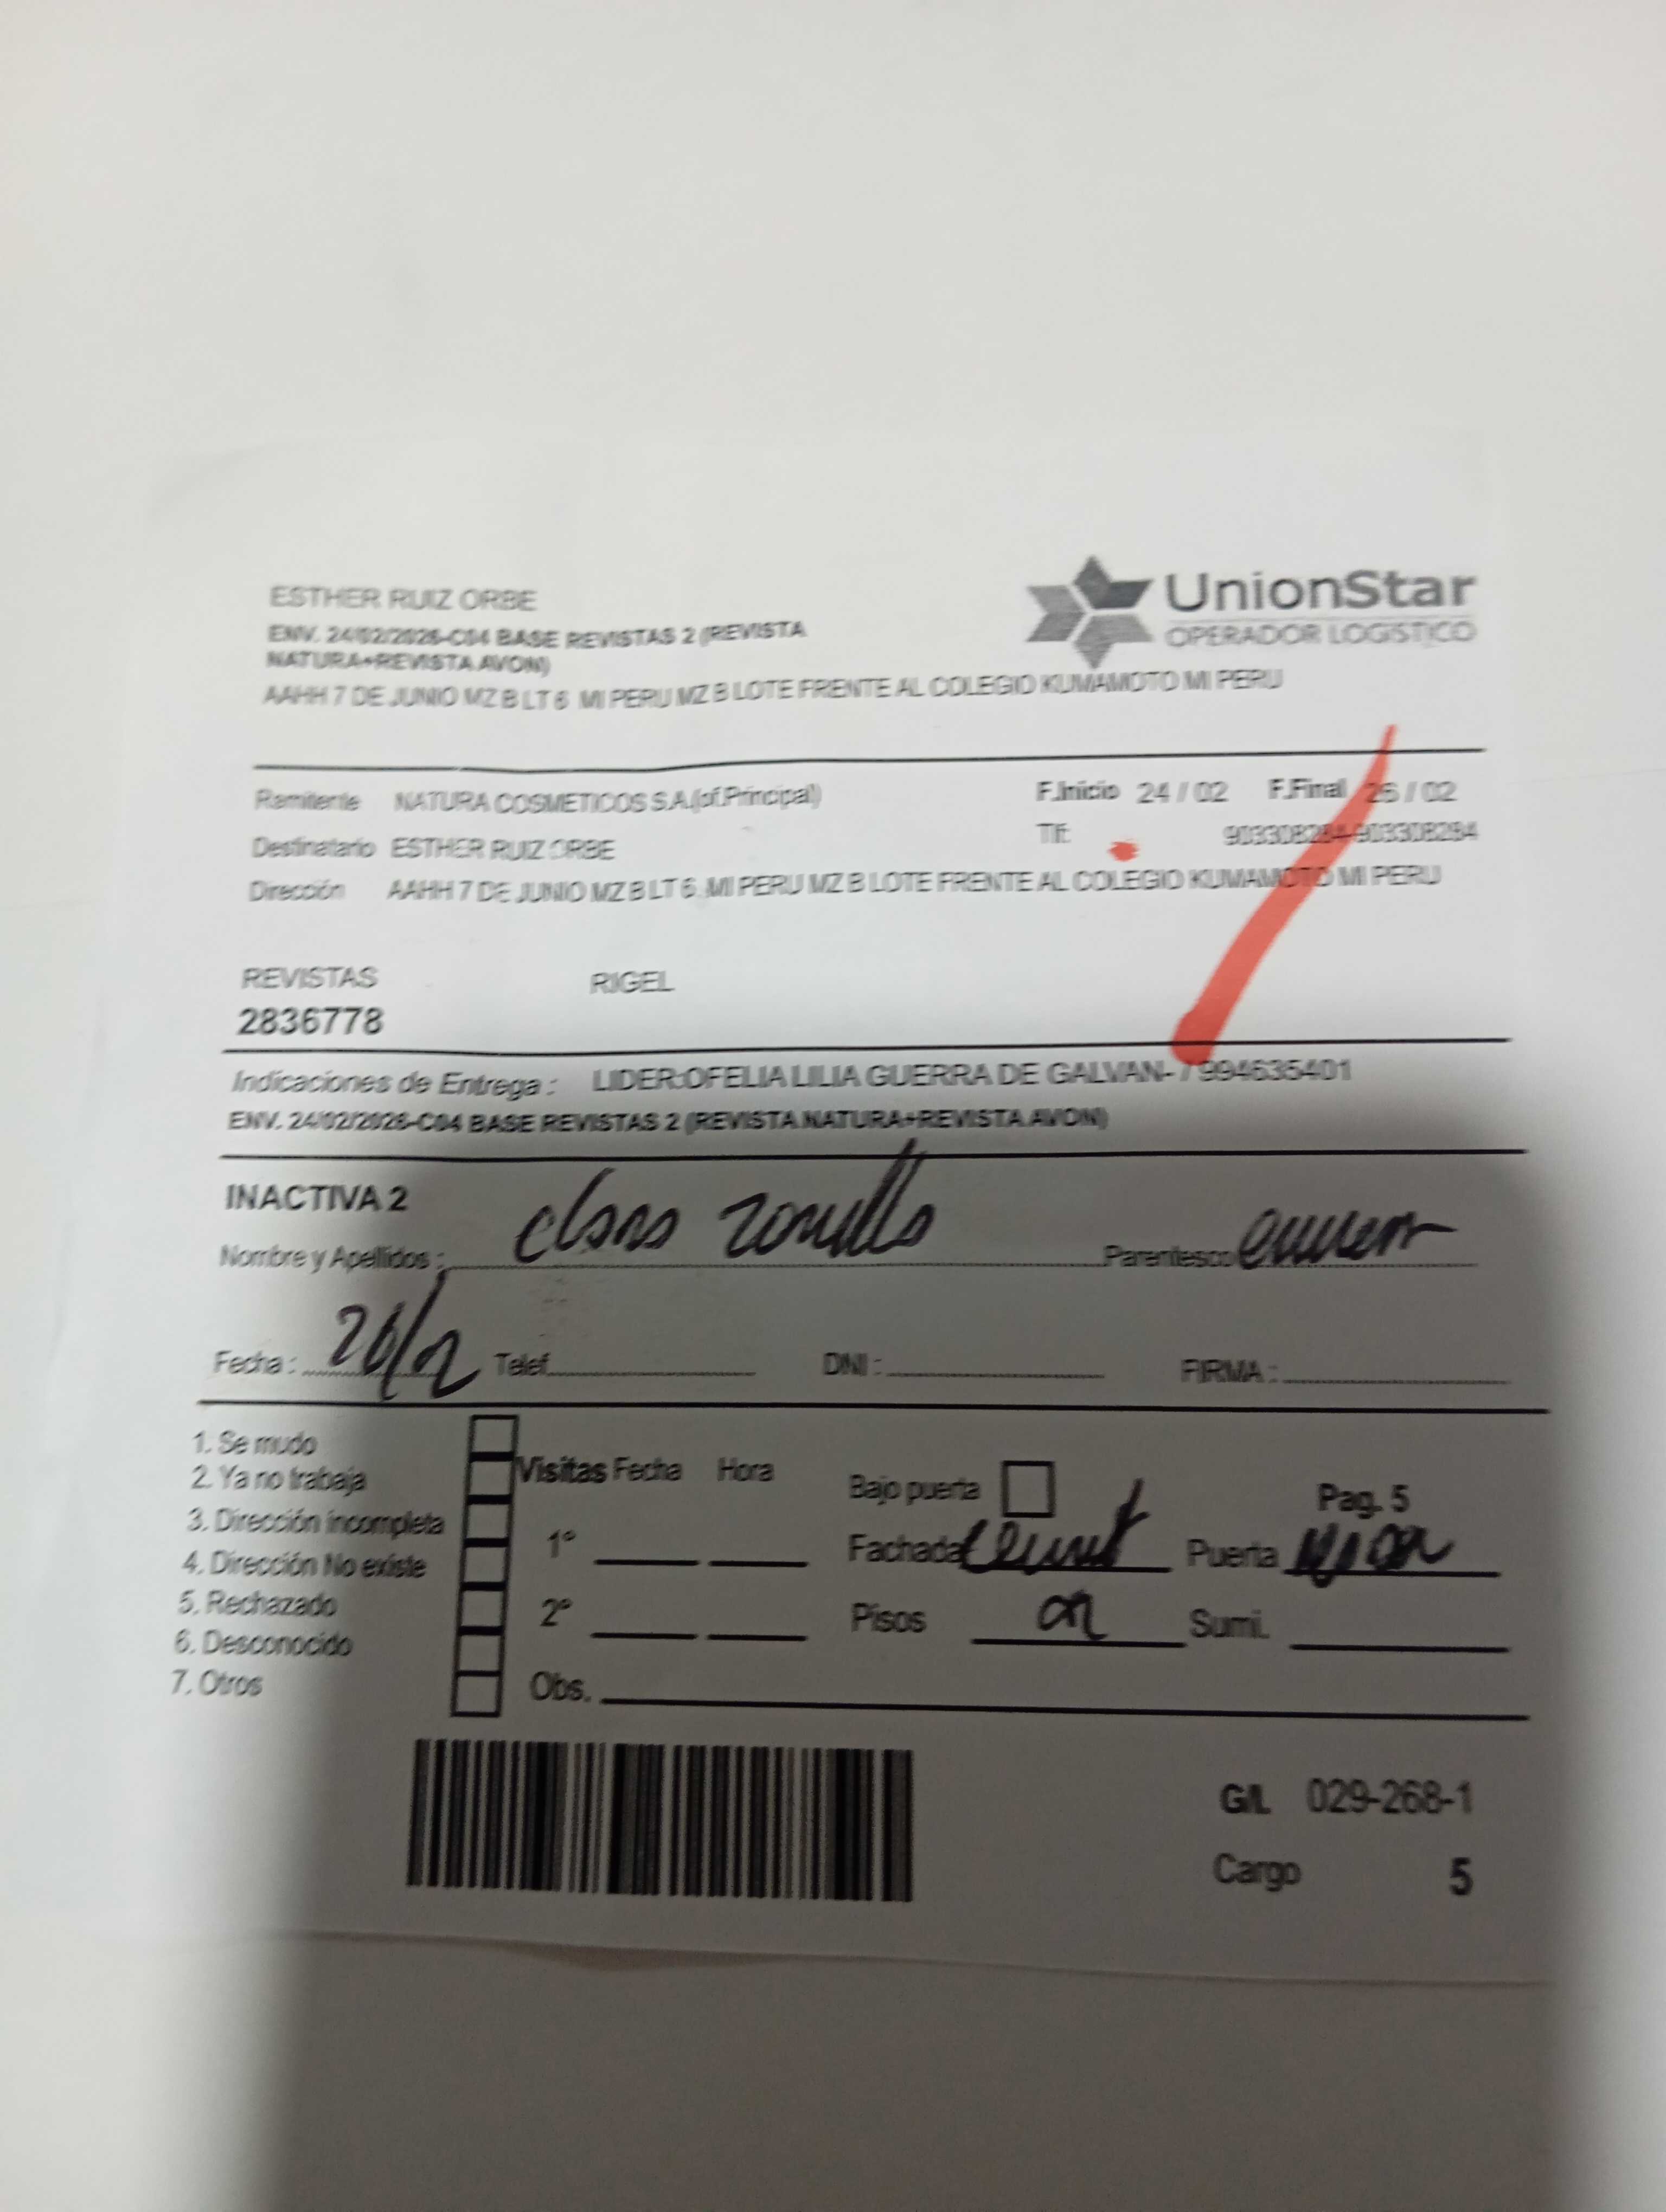 ESTHER RUIZ ORBE
UnionStar
OPERADOR LOGISTICO
ENV. 24/02/2026-C04 BASE REVISTAS 2 (REVISTA
NATURA+REVISTA AVON)
AAHH 7 DE JUNIO MZ B LT 6 MI PERU MZ B LOTE FRENTE AL COLEGIO KUMAMOTO MI PERU
Remitente NATURA COSMETICOS S.A.(of.Principal) F.Inicio 24 / 02 F.Final 26 / 02
Destinatario ESTHER RUIZ ORBE Tlf: 903308284-903308284
Dirección AAHH 7 DE JUNIO MZ B LT 6 MI PERU MZ B LOTE FRENTE AL COLEGIO KUMAMOTO MI PERU
REVISTAS RIGEL
2836778
Indicaciones de Entrega : LIDER:OFELIA LILIA GUERRA DE GALVAN- / 994635401
ENV. 24/02/2026-C04 BASE REVISTAS 2 (REVISTA NATURA+REVISTA AVON)
INACTIVA 2
Nombre y Apellidos : Parentesco
Fecha : 26/02 Telef. DNI : FIRMA :
1. Se mudo
2. Ya no trabaja
3. Dirección incompleta
4. Dirección No existe
5. Rechazado
6. Desconocido
7. Otros
Visitas Fecha Hora
1°
2°
Obs.
Bajo puerta Pag. 5
Fachada Puerta
Pisos 02 Sumi.
G/L 029-268-1
Cargo 5